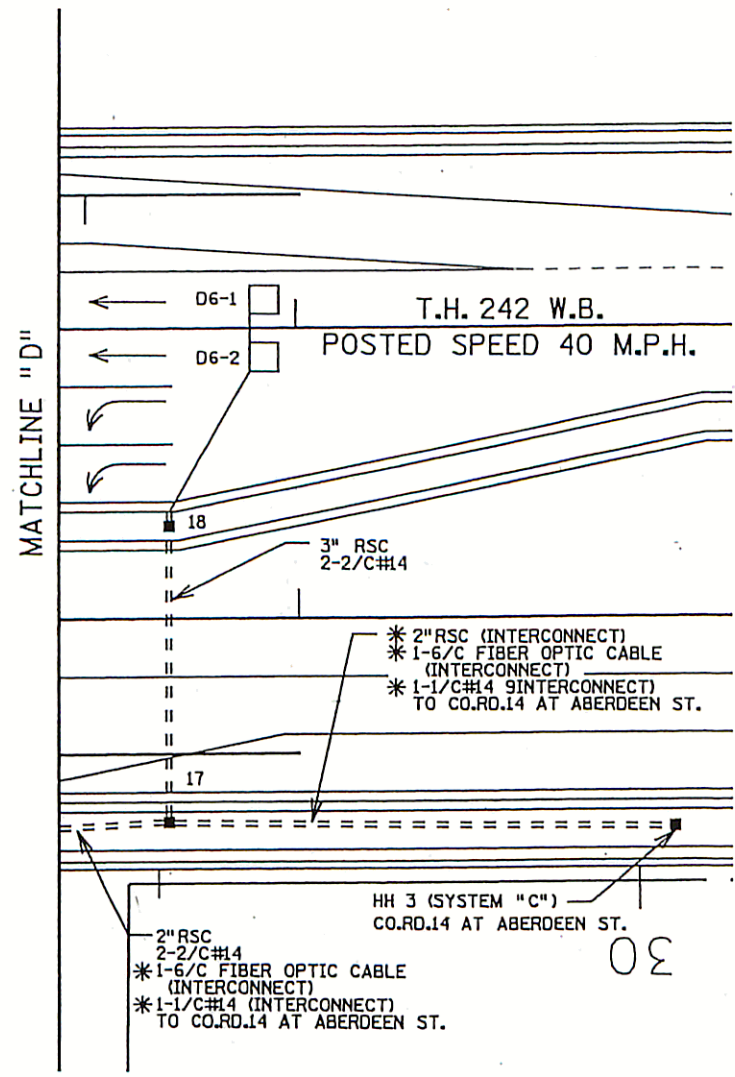 MATCHLINE "D"
D6-1
T.H. 242 W.B.
D6-2
POSTED SPEED 40 M.P.H.
18
3" RSC
2-2/C#14
* 2"RSC (INTERCONNECT)
* 1-6/C FIBER OPTIC CABLE
(INTERCONNECT)
* 1-1/C#14 9INTERCONNECT)
TO CO.RD.14 AT ABERDEEN ST.
17
HH 3 (SYSTEM "C")
CO.RD.14 AT ABERDEEN ST.
30
2"RSC
2-2/C#14
* 1-6/C FIBER OPTIC CABLE
(INTERCONNECT)
* 1-1/C#14 (INTERCONNECT)
TO CO.RD.14 AT ABERDEEN ST.